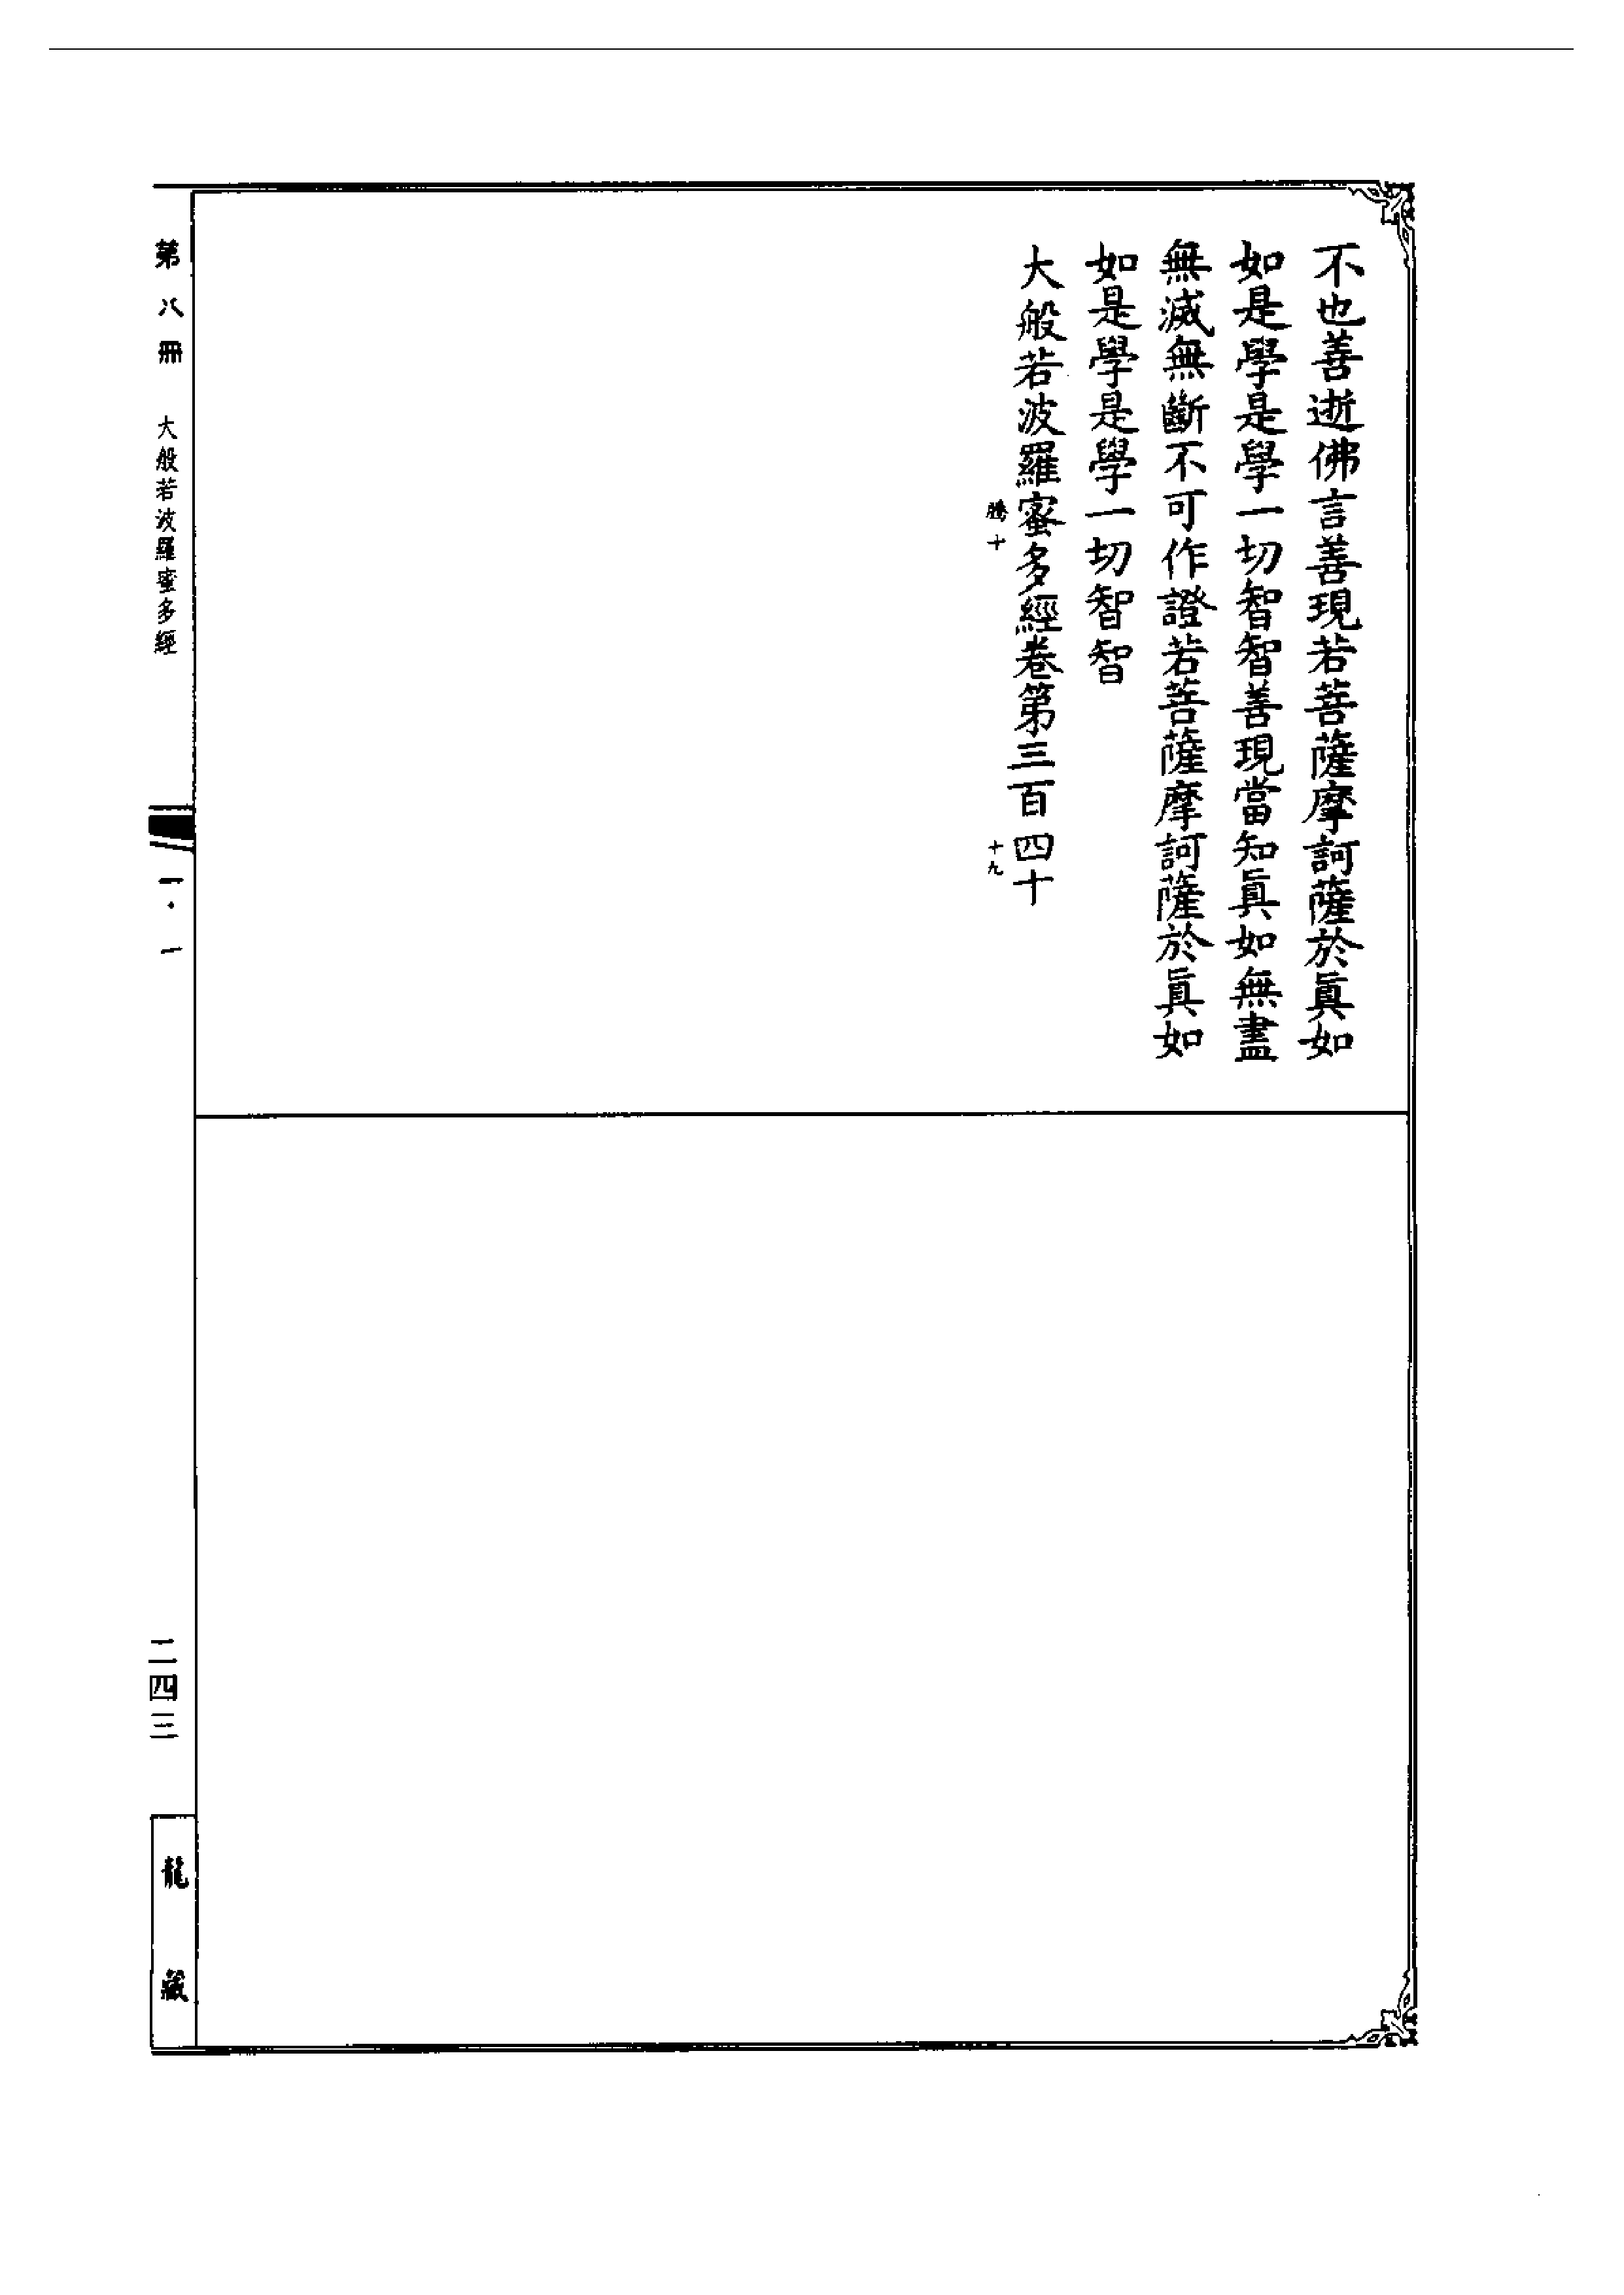 不也善逝佛言善現若菩薩摩訶薩於眞如
如是學是學一切智智善現當知眞如無盡
無滅無斷不可作證若菩薩摩訶薩於眞如
如是學是學一切智智
大般若波羅蜜多經卷第三百四十
騰十
十九
第八冊
大般若波羅蜜多經
一·一
二四三
龍藏